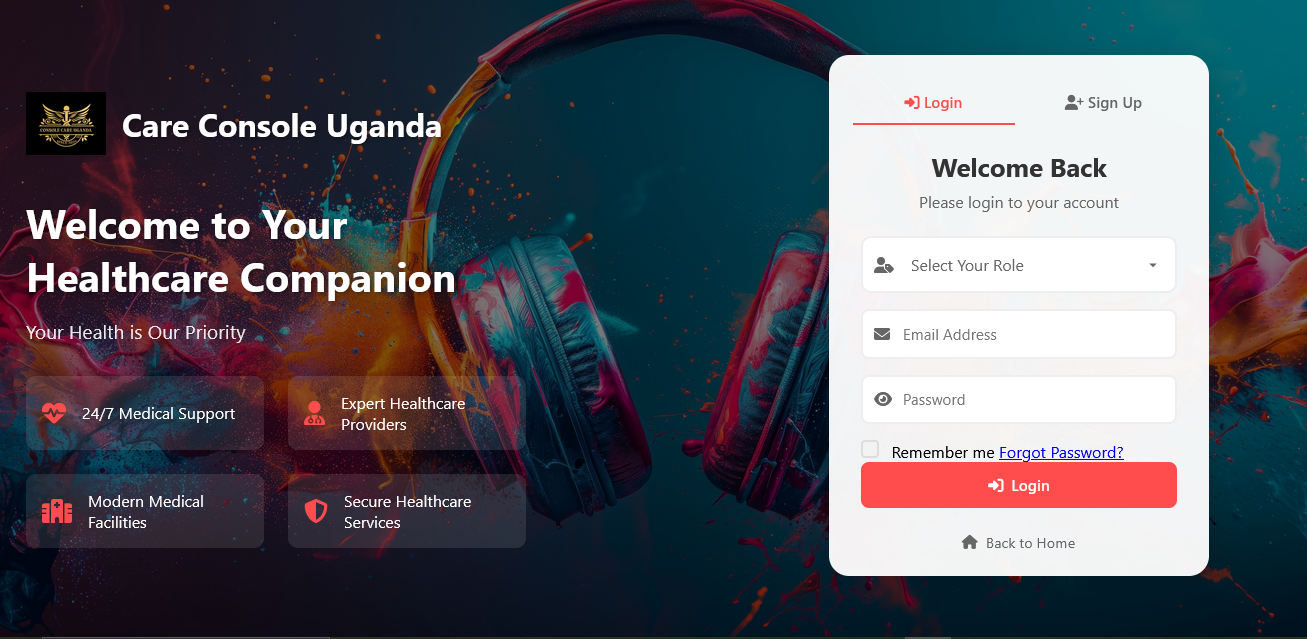 CONSOLE CARE UGANDA
Care Console Uganda
Welcome to Your
Healthcare Companion
Your Health is Our Priority
24/7 Medical Support
Expert Healthcare
Providers
Modern Medical
Facilities
Secure Healthcare
Services
Login
Sign Up
Welcome Back
Please login to your account
Select Your Role
Email Address
Password
Remember me Forgot Password?
Login
Back to Home